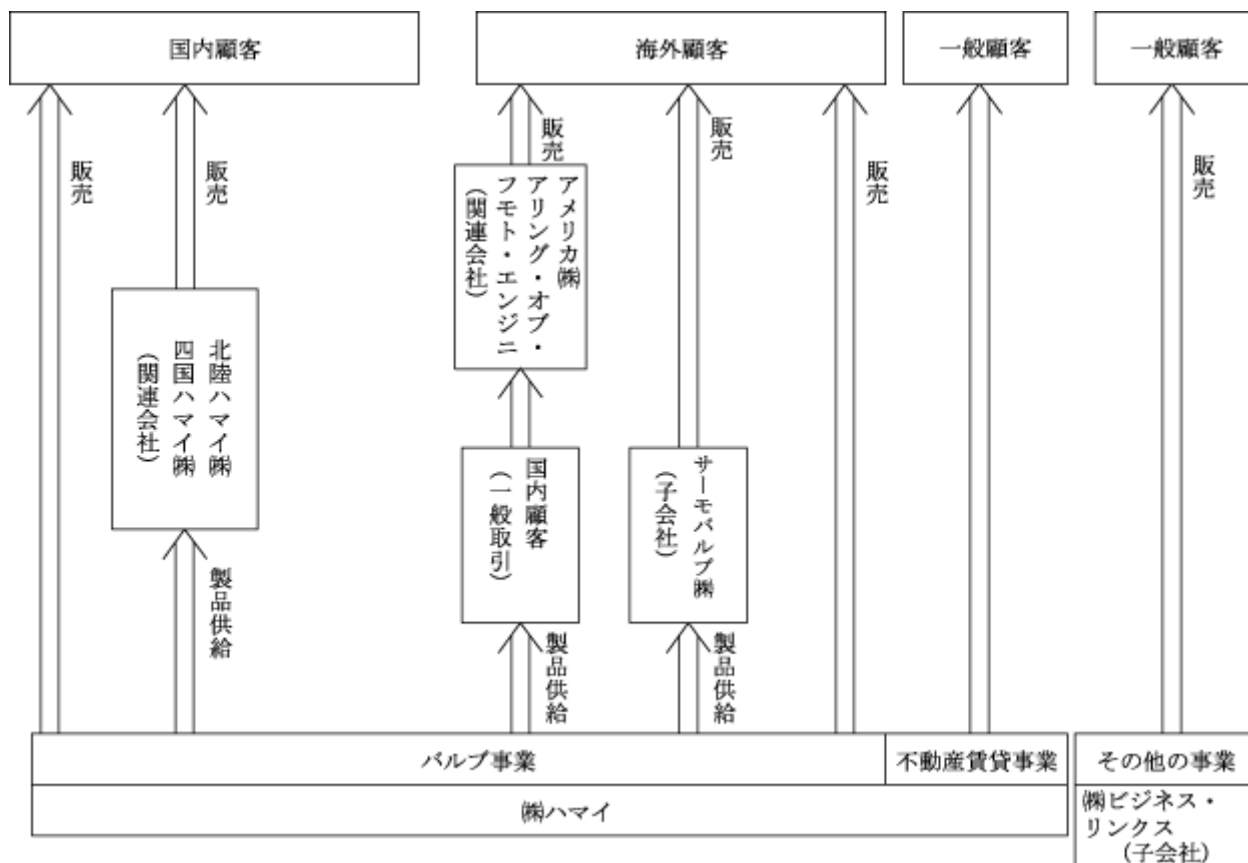 国内顧客
海外顧客
一般顧客
一般顧客
販売
販売
販売
販売
販売
販売
アメリカ㈱
アリング・オブ・
フモト・エンジニ
(関連会社)
北陸ハマイ㈱
四国ハマイ㈱
(関連会社)
国内顧客
(一般取引)
サーモバルブ㈱
(子会社)
製品供給
製品供給
製品供給
バルブ事業
不動産賃貸事業
その他の事業
㈱ハマイ
㈱ビジネス・
リンクス
(子会社)